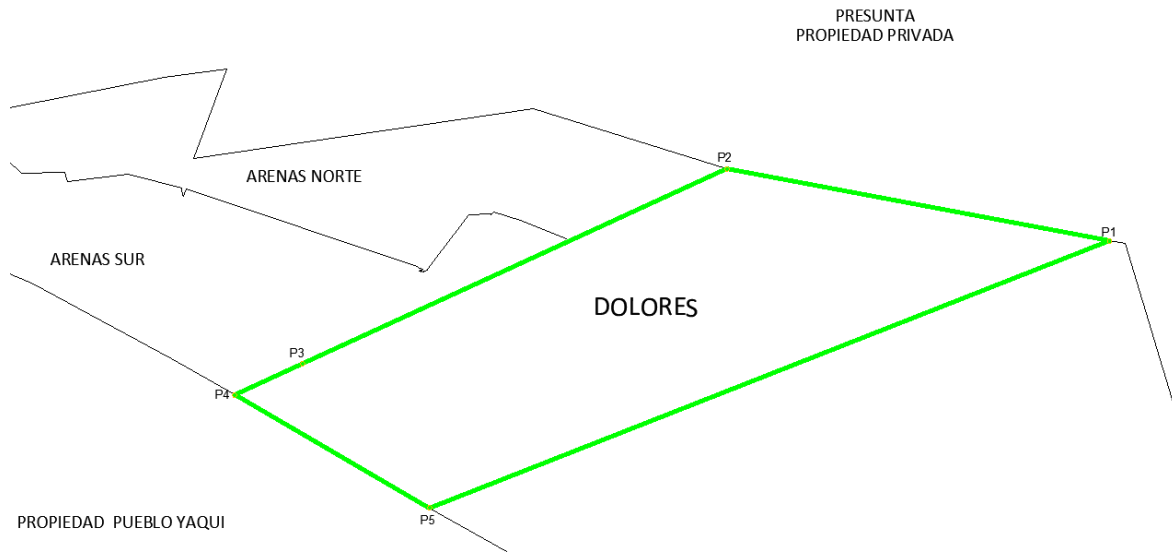 PRESUNTA
PROPIEDAD PRIVADA
P2
ARENAS NORTE
P1
ARENAS SUR
DOLORES
P3
P4
P5
PROPIEDAD PUEBLO YAQUI